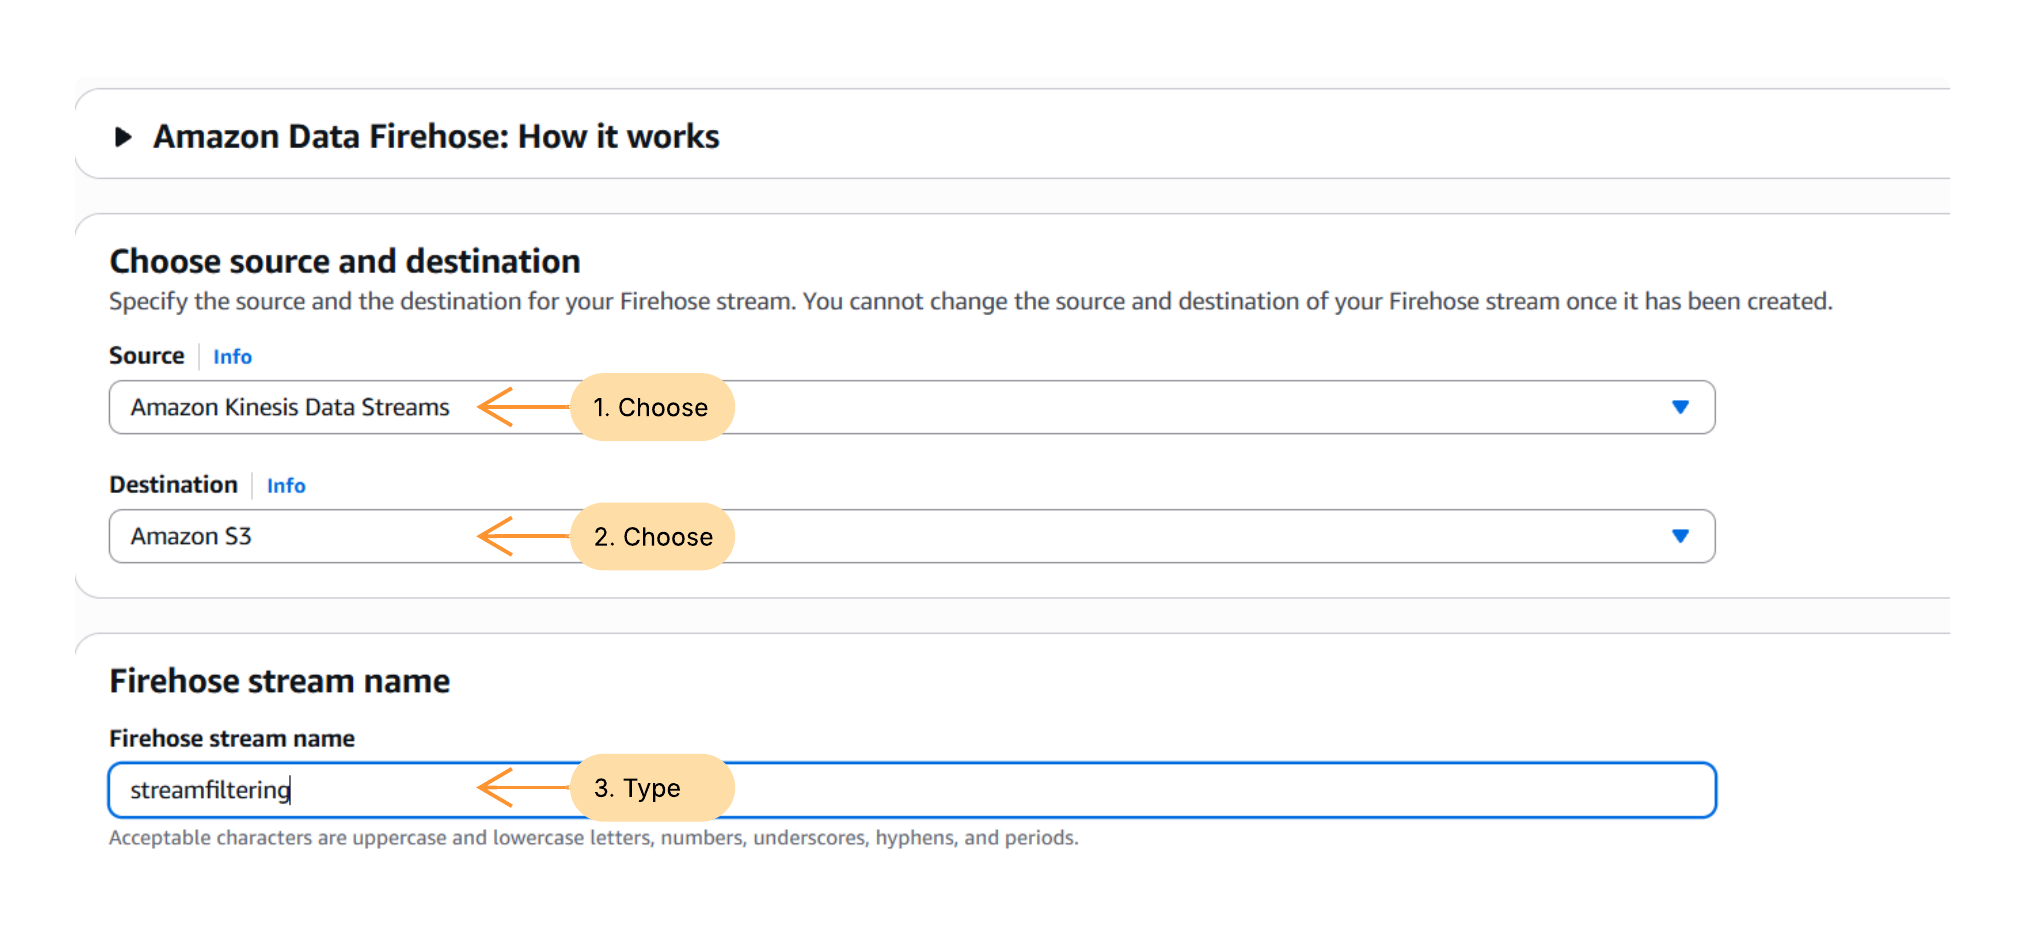 Amazon Data Firehose: How it works
Choose source and destination
Specify the source and the destination for your Firehose stream. You cannot change the source and destination of your Firehose stream once it has been created.
Source Info
Amazon Kinesis Data Streams 1. Choose
Destination Info
Amazon S3 2. Choose
Firehose stream name
Firehose stream name
streamfiltering 3. Type
Acceptable characters are uppercase and lowercase letters, numbers, underscores, hyphens, and periods.